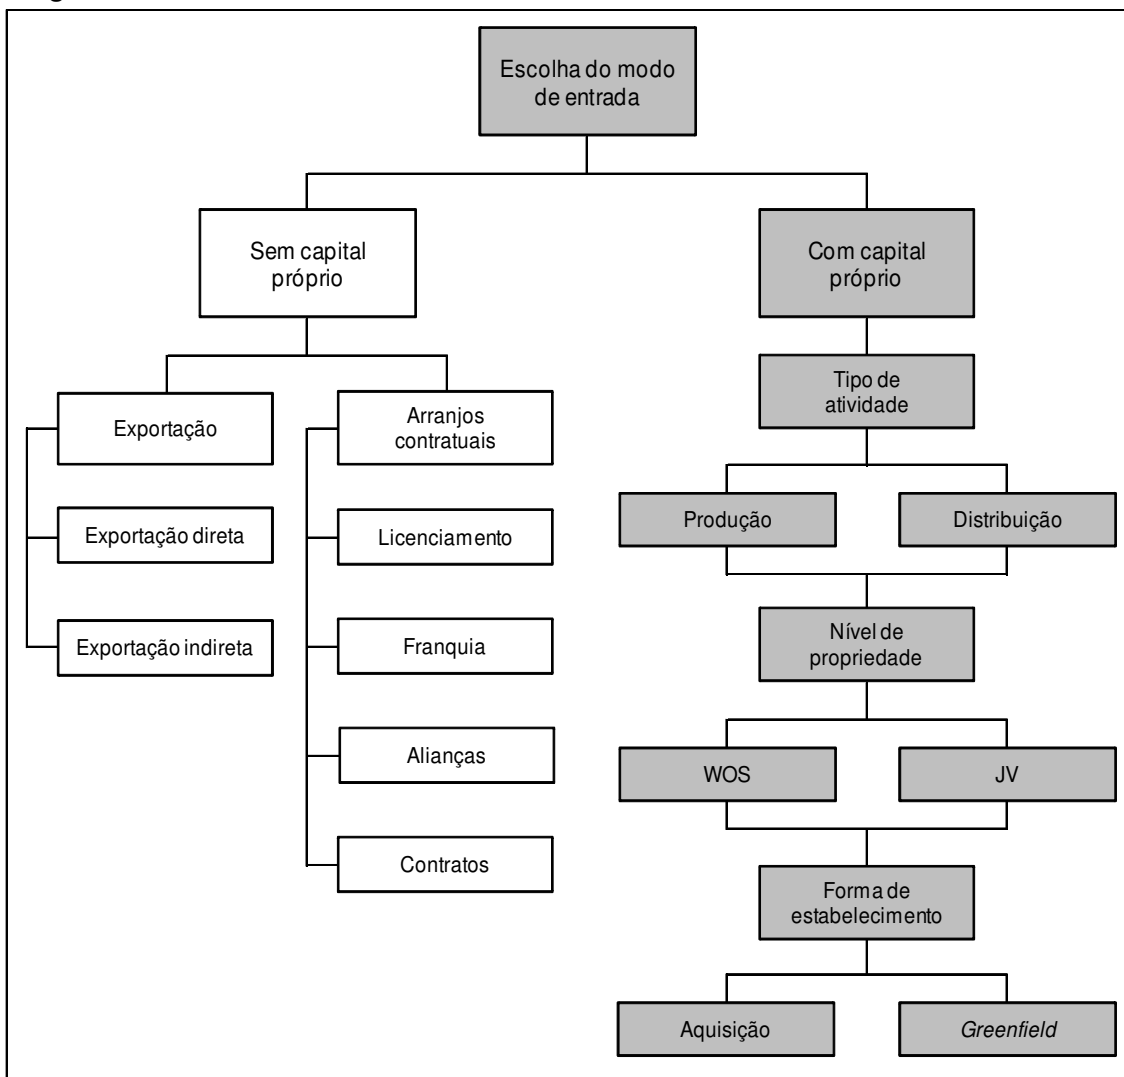 Escolha do modo
de entrada
Sem capital
próprio
Com capital
próprio
Tipo de
atividade
Exportação
Arranjos
contratuais
Produção
Distribuição
Exportação direta
Licenciamento
Exportação indireta
Franquia
Nível de
propriedade
Alianças
WOS
JV
Contratos
Forma de
estabelecimento
Aquisição
Greenfield